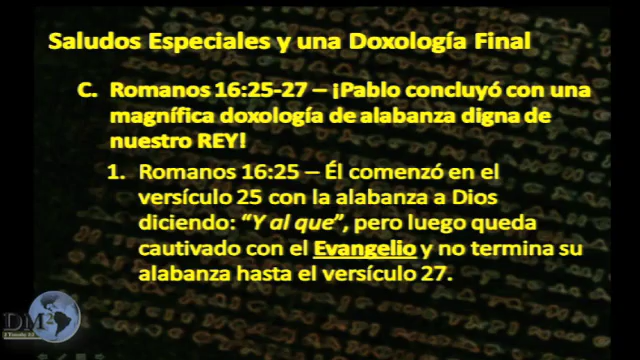 Saludos Especiales y una Doxología Final
C. Romanos 16:25-27 – ¡Pablo concluyó con una
magnífica doxología de alabanza digna de
nuestro REY!
1. Romanos 16:25 – Él comenzó en el
versículo 25 con la alabanza a Dios
diciendo: “Y al que”, pero luego queda
cautivado con el Evangelio y no termina su
alabanza hasta el versículo 27.
DM2